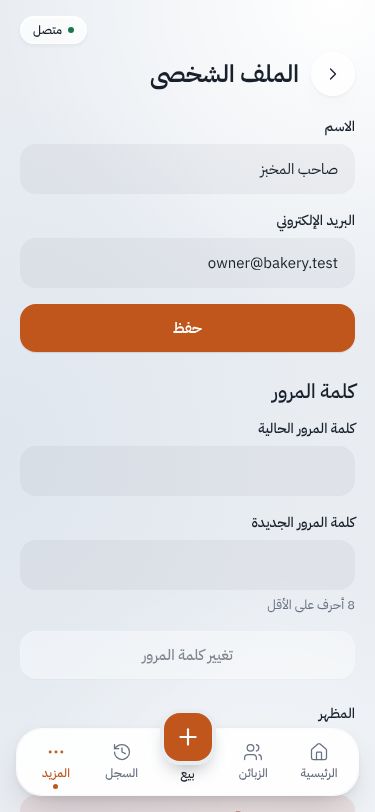 متصل
الملف الشخصي
الاسم
صاحب المخبز
البريد الإلكتروني
owner@bakery.test
حفظ
كلمة المرور
كلمة المرور الحالية
كلمة المرور الجديدة
8 أحرف على الأقل
تغيير كلمة المرور
المظهر
الرئيسية
الزبائن
بيع
السجل
المزيد